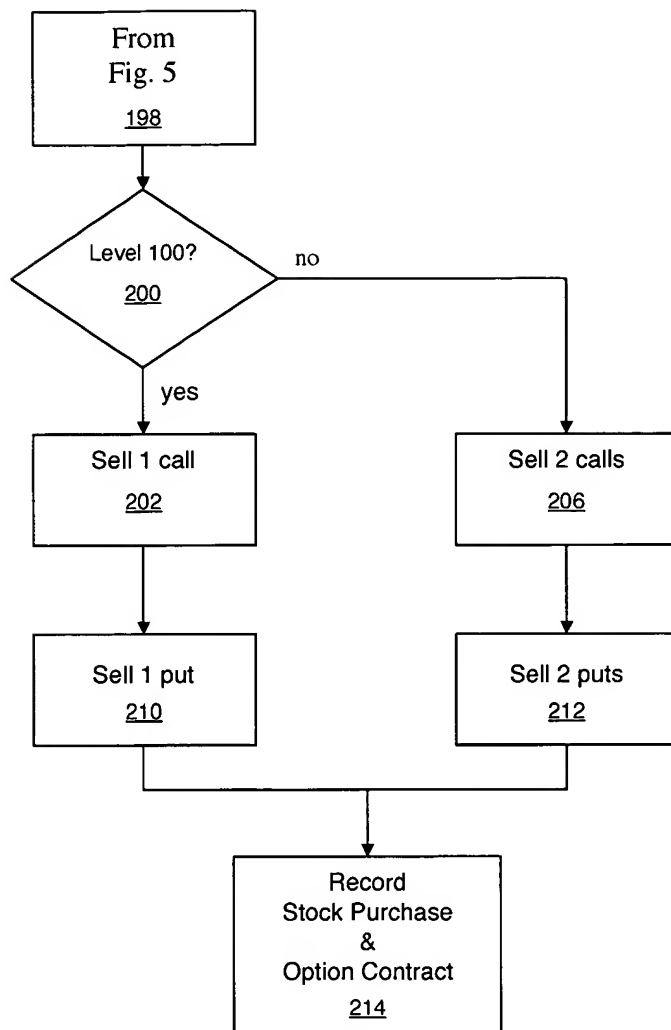 From
Fig. 5
198
Level 100?
200
no
yes
Sell 1 call
202
Sell 2 calls
206
Sell 1 put
210
Sell 2 puts
212
Record
Stock Purchase
&
Option Contract
214